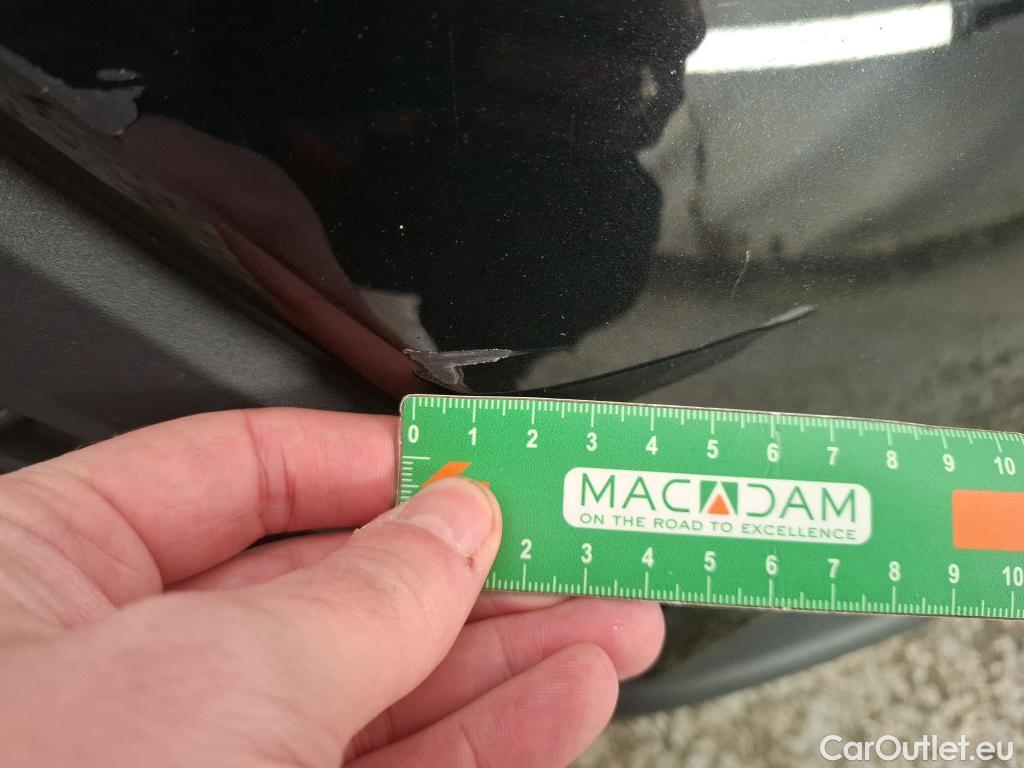 0 1 2 3 4 5 6 7 8 9 10
MACADAM
ON THE ROAD TO EXCELLENCE
2 3 4 5 6 7 8 9 10
CarOutlet.eu